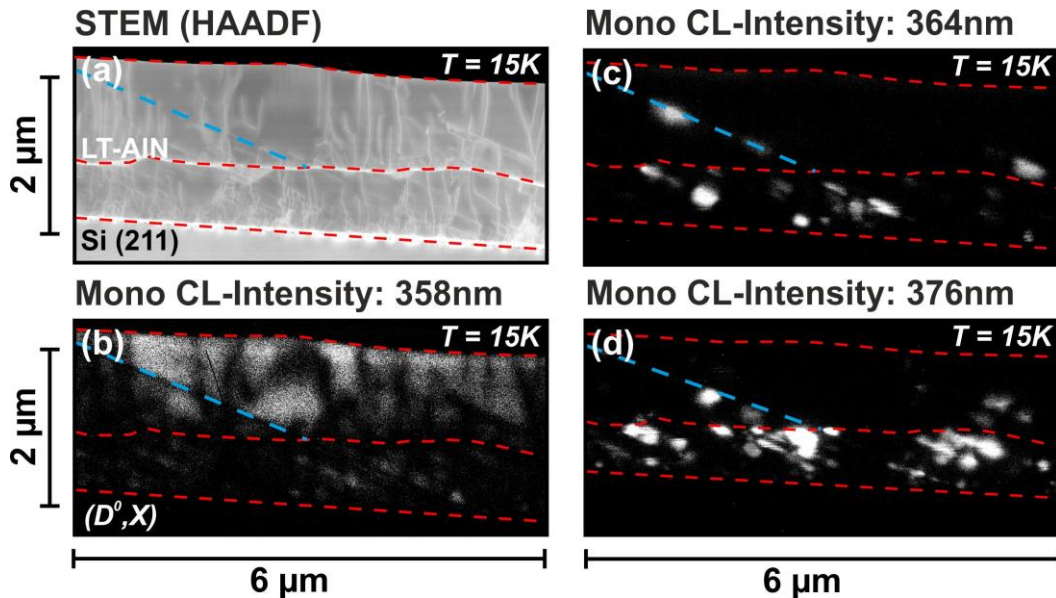 STEM (HAADF)
(a)
T = 15K
LT-AlN
Si (211)
2 µm
Mono CL-Intensity: 364nm
(c)
T = 15K
Mono CL-Intensity: 358nm
(b)
T = 15K
(D⁰,X)
2 µm
6 µm
Mono CL-Intensity: 376nm
(d)
T = 15K
6 µm